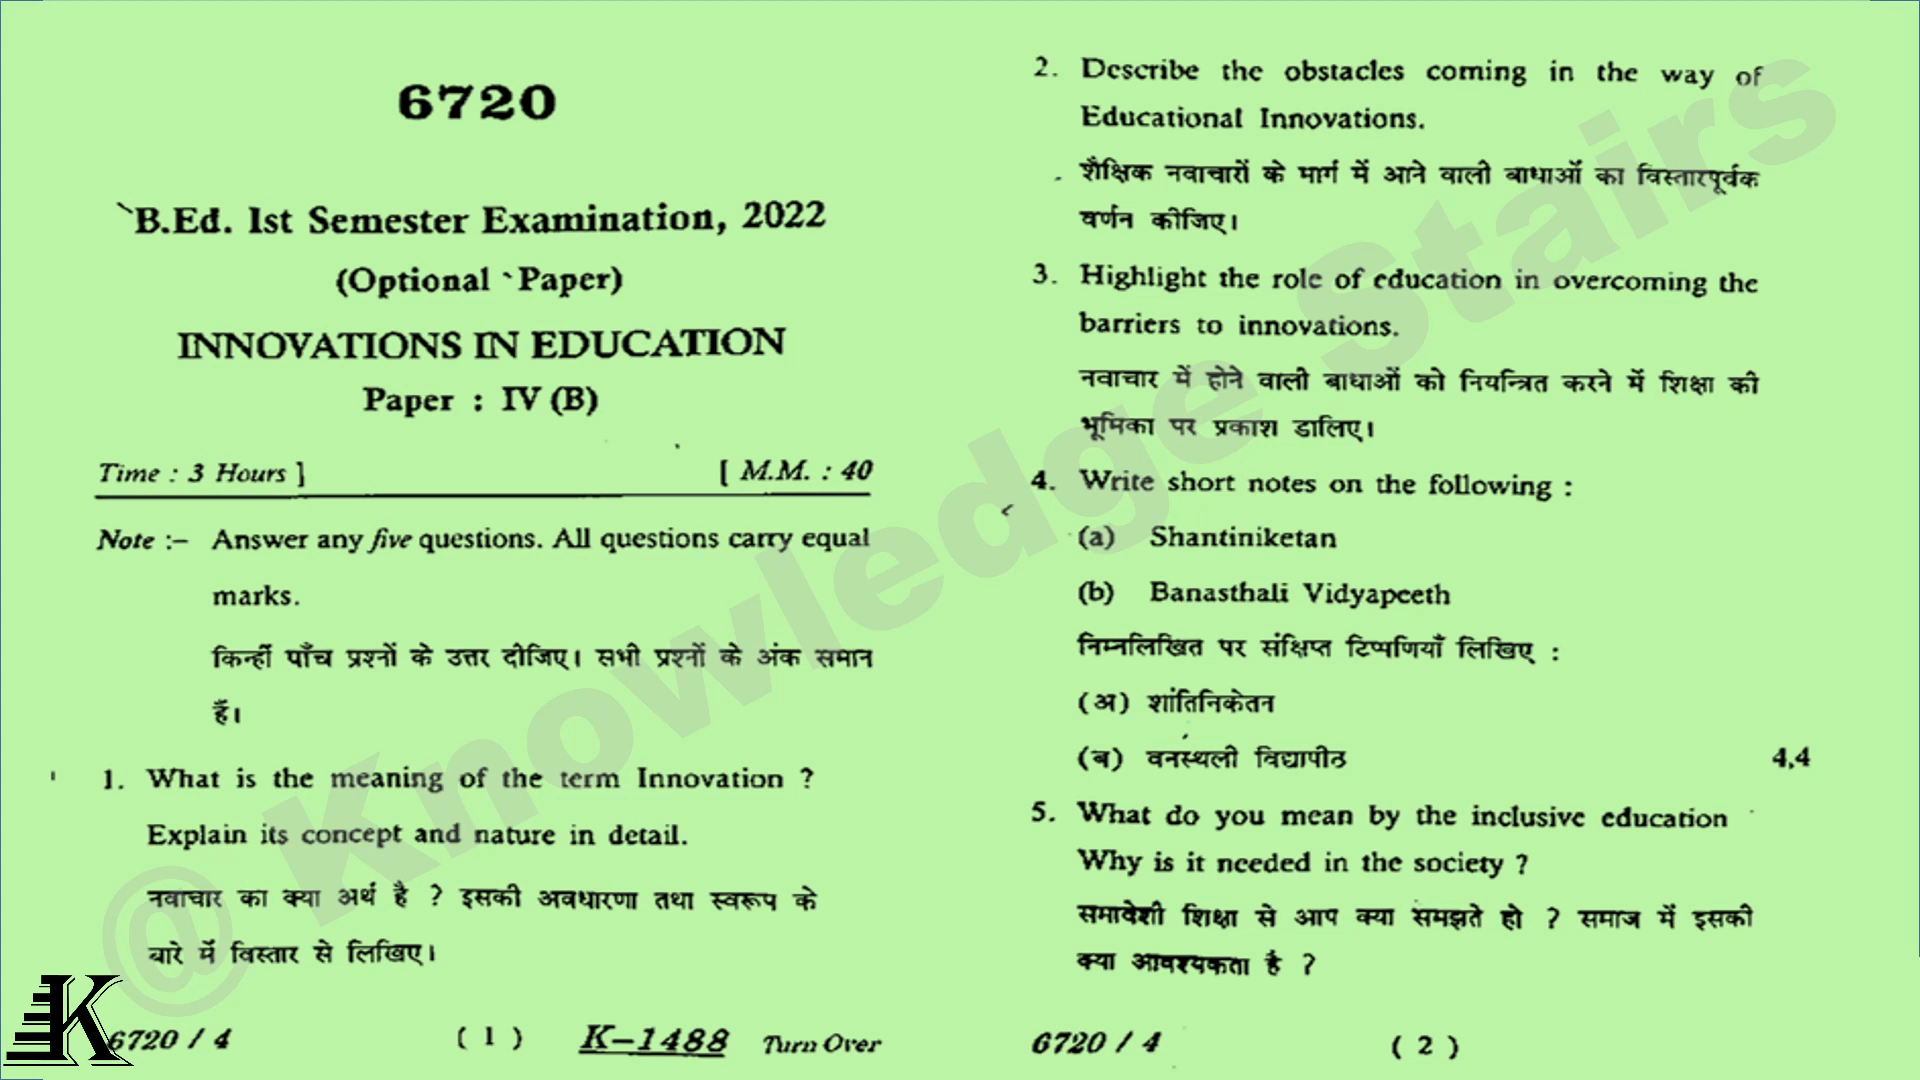 6720
B.Ed. Ist Semester Examination, 2022
(Optional Paper)
INNOVATIONS IN EDUCATION
Paper : IV (B)
Time : 3 Hours ] [ M.M. : 40
Note :– Answer any five questions. All questions carry equal
marks.
किन्हीं पाँच प्रश्नों के उत्तर दीजिए। सभी प्रश्नों के अंक समान
हैं।
1. What is the meaning of the term Innovation ?
Explain its concept and nature in detail.
नवाचार का क्या अर्थ है ? इसकी अवधारणा तथा स्वरूप के
बारे में विस्तार से लिखिए।
6720 / 4 ( 1 ) K–1488 Turn Over
2. Describe the obstacles coming in the way of
Educational Innovations.
शैक्षिक नवाचारों के मार्ग में आने वाली बाधाओं का विस्तारपूर्वक
वर्णन कीजिए।
3. Highlight the role of education in overcoming the
barriers to innovations.
नवाचार में होने वाली बाधाओं को नियन्त्रित करने में शिक्षा की
भूमिका पर प्रकाश डालिए।
4. Write short notes on the following :
(a) Shantiniketan
(b) Banasthali Vidyapeeth
निम्नलिखित पर संक्षिप्त टिप्पणियाँ लिखिए :
(अ) शांतिनिकेतन
(ब) वनस्थली विद्यापीठ 4,4
5. What do you mean by the inclusive education
Why is it needed in the society ?
समावेशी शिक्षा से आप क्या समझते हो ? समाज में इसकी
क्या आवश्यकता है ?
6720 / 4 ( 2 )
@ Knowledge Stairs
K